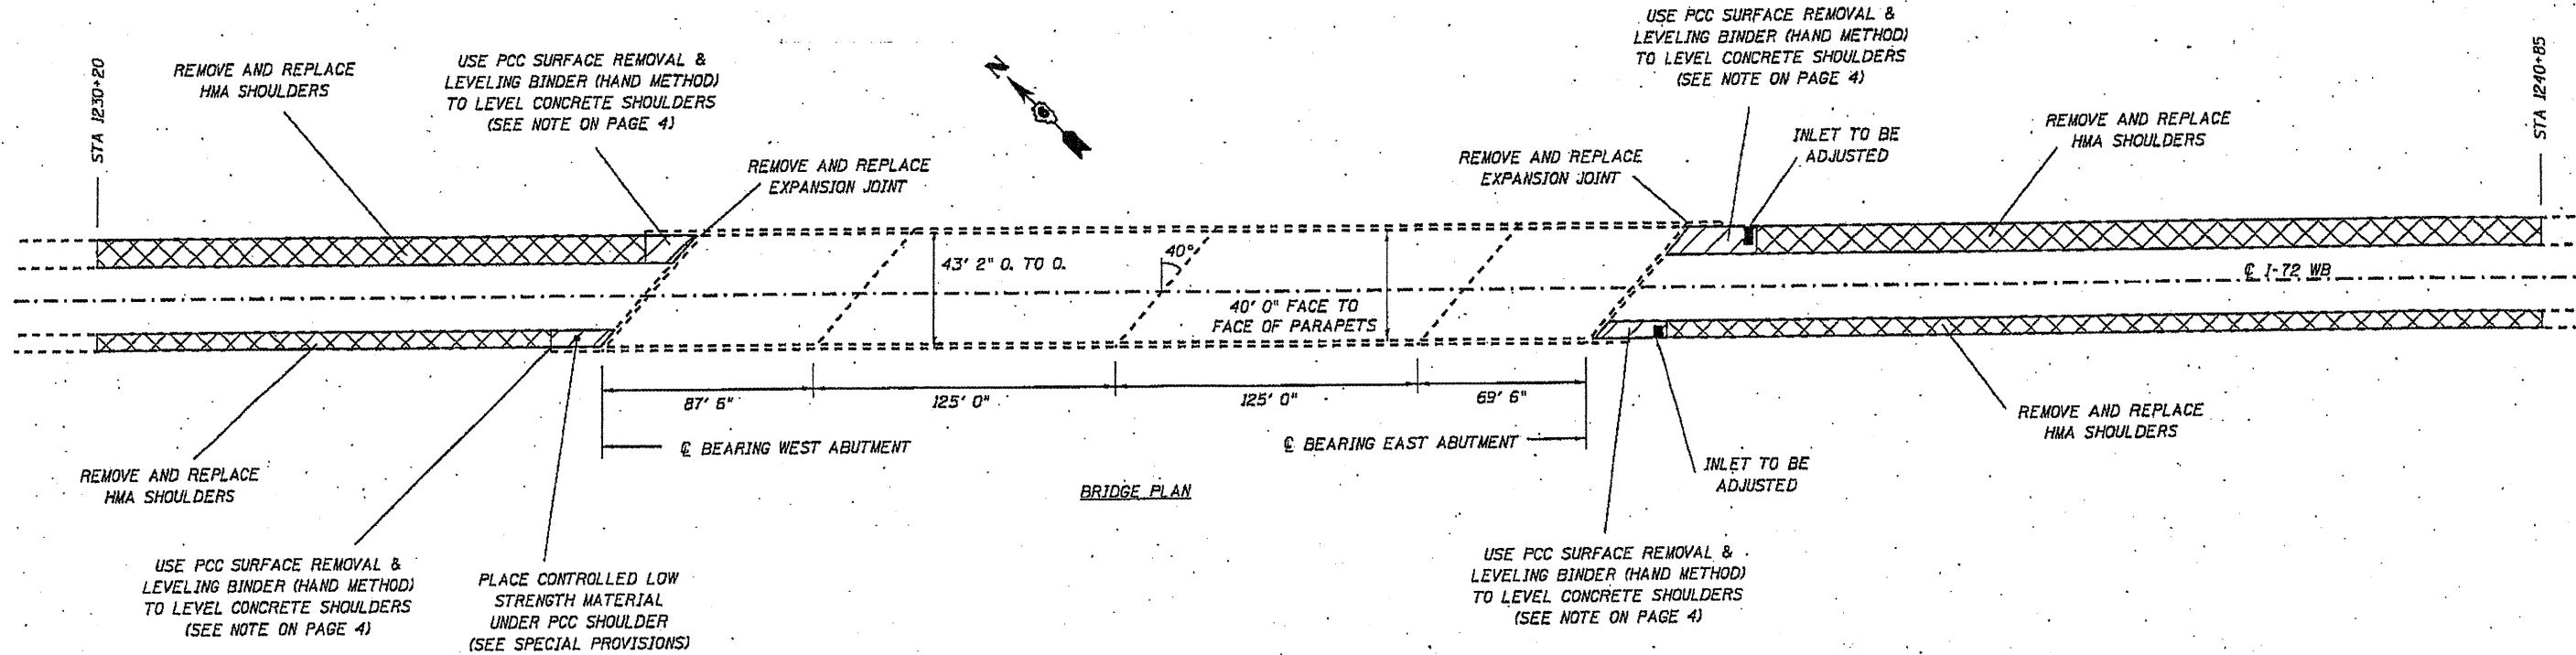 STA 1230+20
REMOVE AND REPLACE
HMA SHOULDERS
USE PCC SURFACE REMOVAL &
LEVELING BINDER (HAND METHOD)
TO LEVEL CONCRETE SHOULDERS
(SEE NOTE ON PAGE 4)
REMOVE AND REPLACE
EXPANSION JOINT
N
USE PCC SURFACE REMOVAL &
LEVELING BINDER (HAND METHOD)
TO LEVEL CONCRETE SHOULDERS
(SEE NOTE ON PAGE 4)
REMOVE AND REPLACE
EXPANSION JOINT
INLET TO BE
ADJUSTED
REMOVE AND REPLACE
HMA SHOULDERS
STA 1240+85
43' 2" O. TO O.
40°
40' 0" FACE TO
FACE OF PARAPETS
℄ I-72 WB
87' 6"
125' 0"
125' 0"
69' 6"
℄ BEARING WEST ABUTMENT
℄ BEARING EAST ABUTMENT
REMOVE AND REPLACE
HMA SHOULDERS
USE PCC SURFACE REMOVAL &
LEVELING BINDER (HAND METHOD)
TO LEVEL CONCRETE SHOULDERS
(SEE NOTE ON PAGE 4)
PLACE CONTROLLED LOW
STRENGTH MATERIAL
UNDER PCC SHOULDER
(SEE SPECIAL PROVISIONS)
BRIDGE PLAN
USE PCC SURFACE REMOVAL &
LEVELING BINDER (HAND METHOD)
TO LEVEL CONCRETE SHOULDERS
(SEE NOTE ON PAGE 4)
INLET TO BE
ADJUSTED
REMOVE AND REPLACE
HMA SHOULDERS